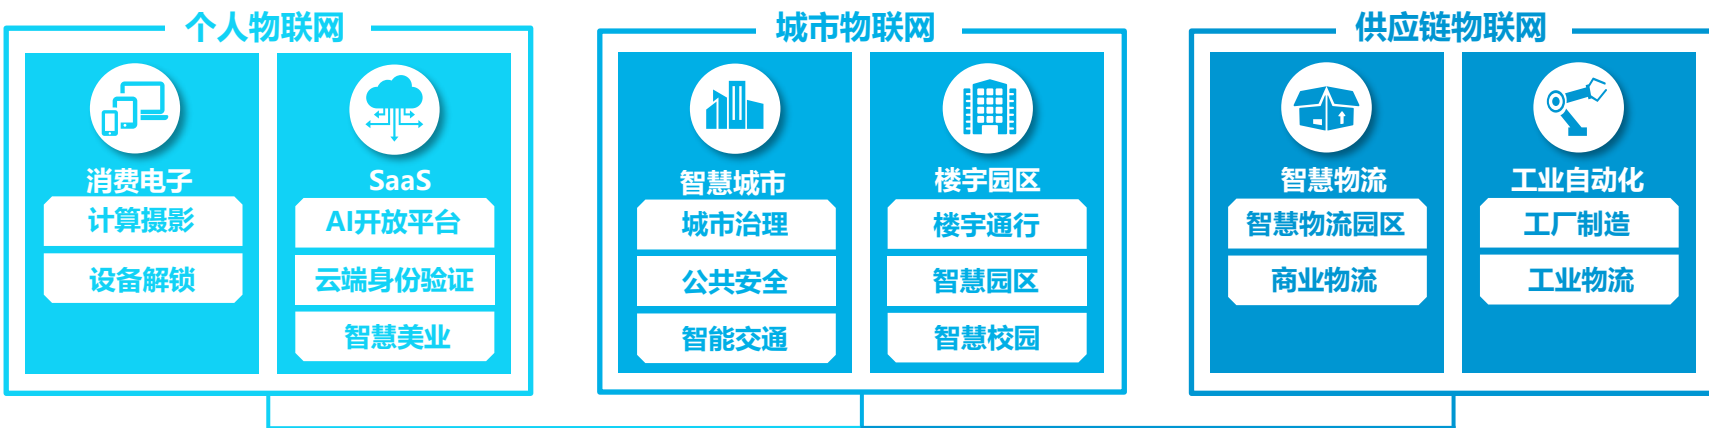 个人物联网
消费电子
计算摄影
设备解锁
SaaS
AI开放平台
云端身份验证
智慧美业
城市物联网
智慧城市
城市治理
公共安全
智能交通
楼宇园区
楼宇通行
智慧园区
智慧校园
供应链物联网
智慧物流
智慧物流园区
商业物流
工业自动化
工厂制造
工业物流